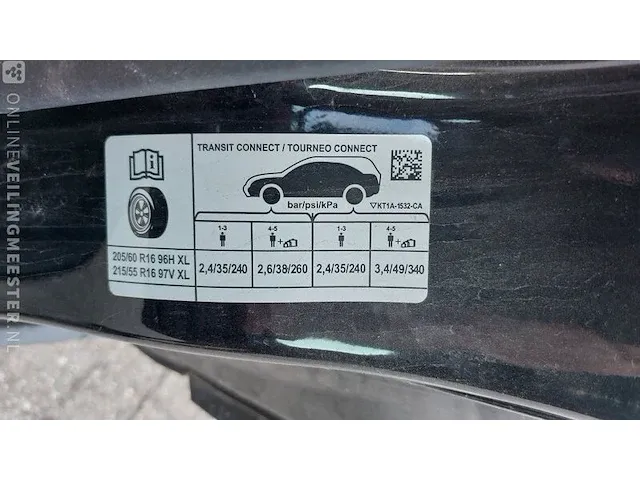 ONLINEVEILINGMEESTER.NL
TRANSIT CONNECT / TOURNEO CONNECT
bar/psi/kPa
▽KT1A-1532-CA
1-3 4-5 1-3 4-5
205/60 R16 96H XL
215/55 R16 97V XL
2,4/35/240 2,6/38/260 2,4/35/240 3,4/49/340